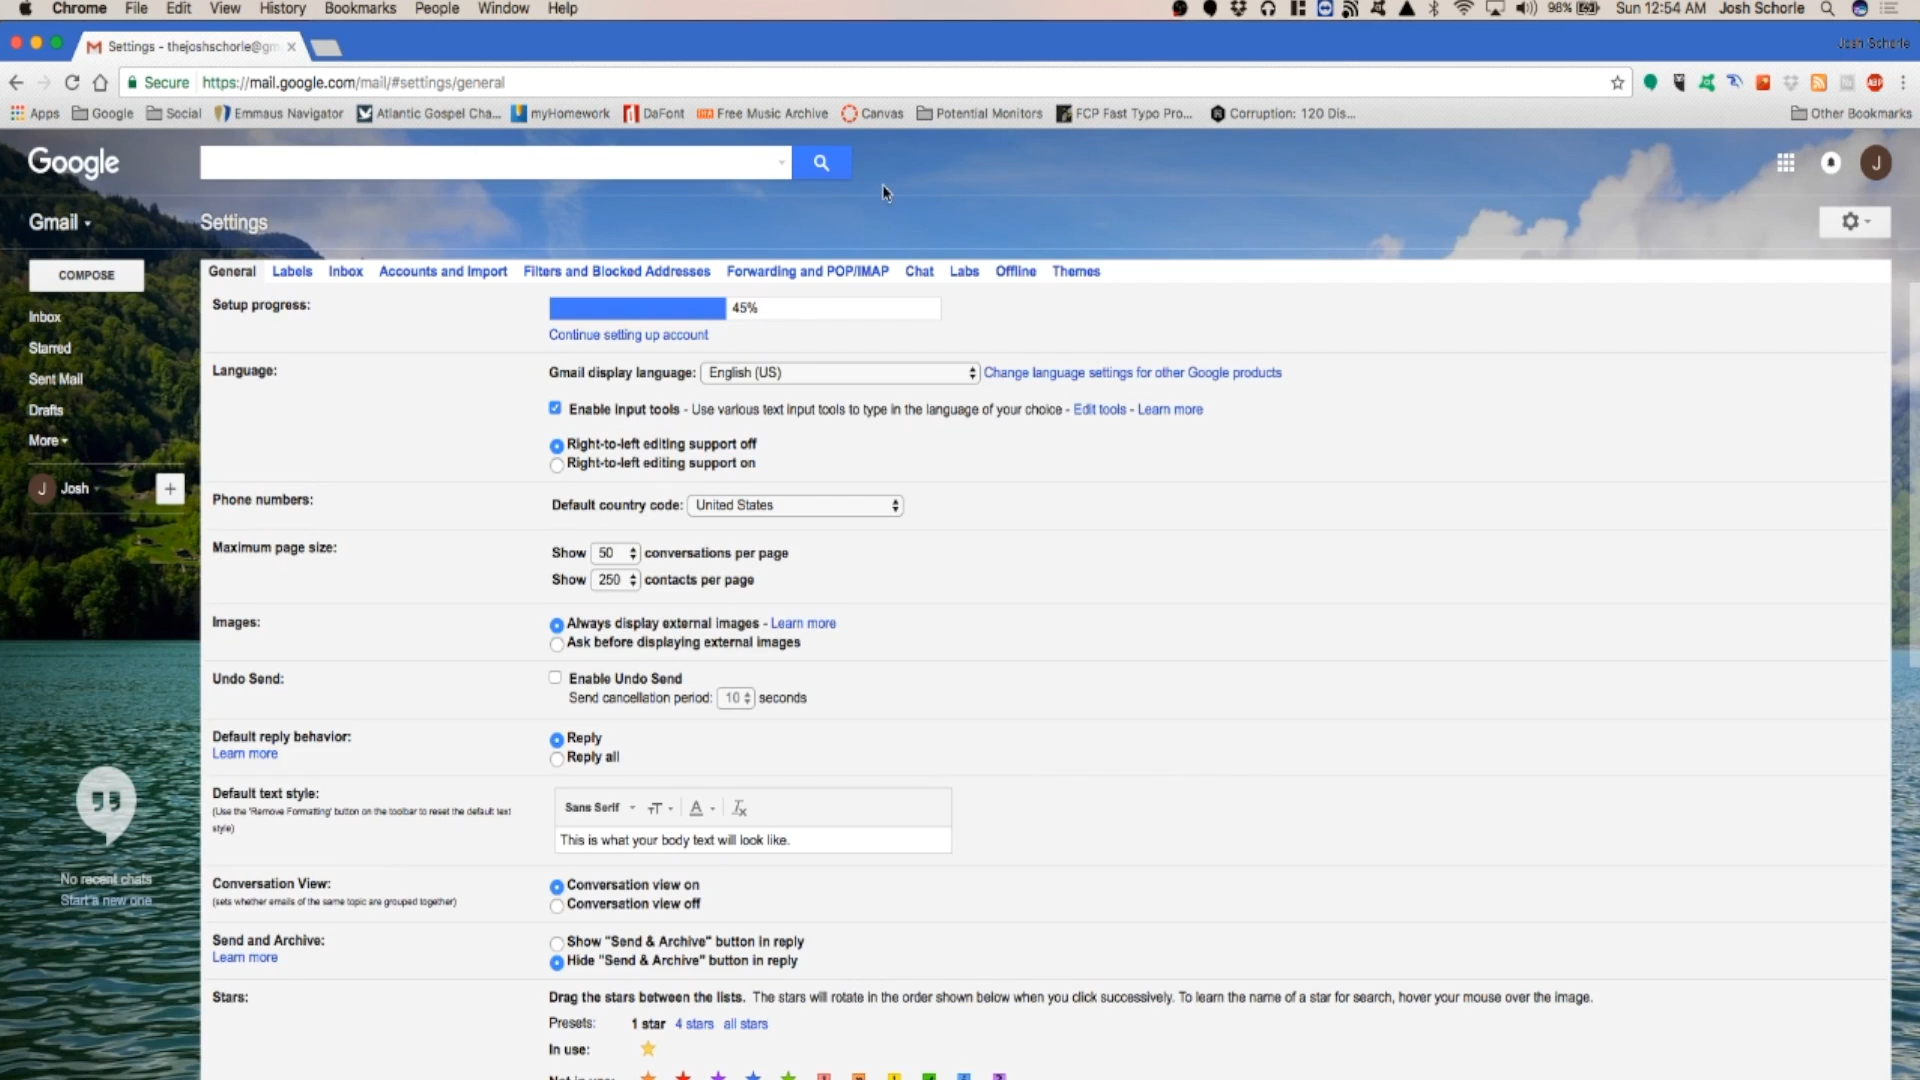 Chrome File Edit View History Bookmarks People Window Help 98% Sun 12:54 AM Josh Schorle
Settings - thejoshschorle@gm Josh Schorle
Secure https://mail.google.com/mail/#settings/general
Apps Google Social Emmaus Navigator Atlantic Gospel Cha... myHomework DaFont Free Music Archive Canvas Potential Monitors FCP Fast Typo Pro... Corruption: 120 Dis... Other Bookmarks
Google J
Gmail Settings
COMPOSE
Inbox
Starred
Sent Mail
Drafts
More
J Josh +
No recent chats
Start a new one
General Labels Inbox Accounts and Import Filters and Blocked Addresses Forwarding and POP/IMAP Chat Labs Offline Themes
Setup progress: 45%
Continue setting up account
Language: Gmail display language: English (US) Change language settings for other Google products
Enable input tools - Use various text input tools to type in the language of your choice - Edit tools - Learn more
Right-to-left editing support off
Right-to-left editing support on
Phone numbers: Default country code: United States
Maximum page size: Show 50 conversations per page
Show 250 contacts per page
Images: Always display external images - Learn more
Ask before displaying external images
Undo Send: Enable Undo Send
Send cancellation period: 10 seconds
Default reply behavior: Reply
Learn more Reply all
Default text style: Sans Serif
(Use the 'Remove Formatting' button on the toolbar to reset the default text
style)
This is what your body text will look like.
Conversation View: Conversation view on
(sets whether emails of the same topic are grouped together) Conversation view off
Send and Archive: Show "Send & Archive" button in reply
Learn more Hide "Send & Archive" button in reply
Stars: Drag the stars between the lists. The stars will rotate in the order shown below when you click successively. To learn the name of a star for search, hover your mouse over the image.
Presets: 1 star 4 stars all stars
In use: